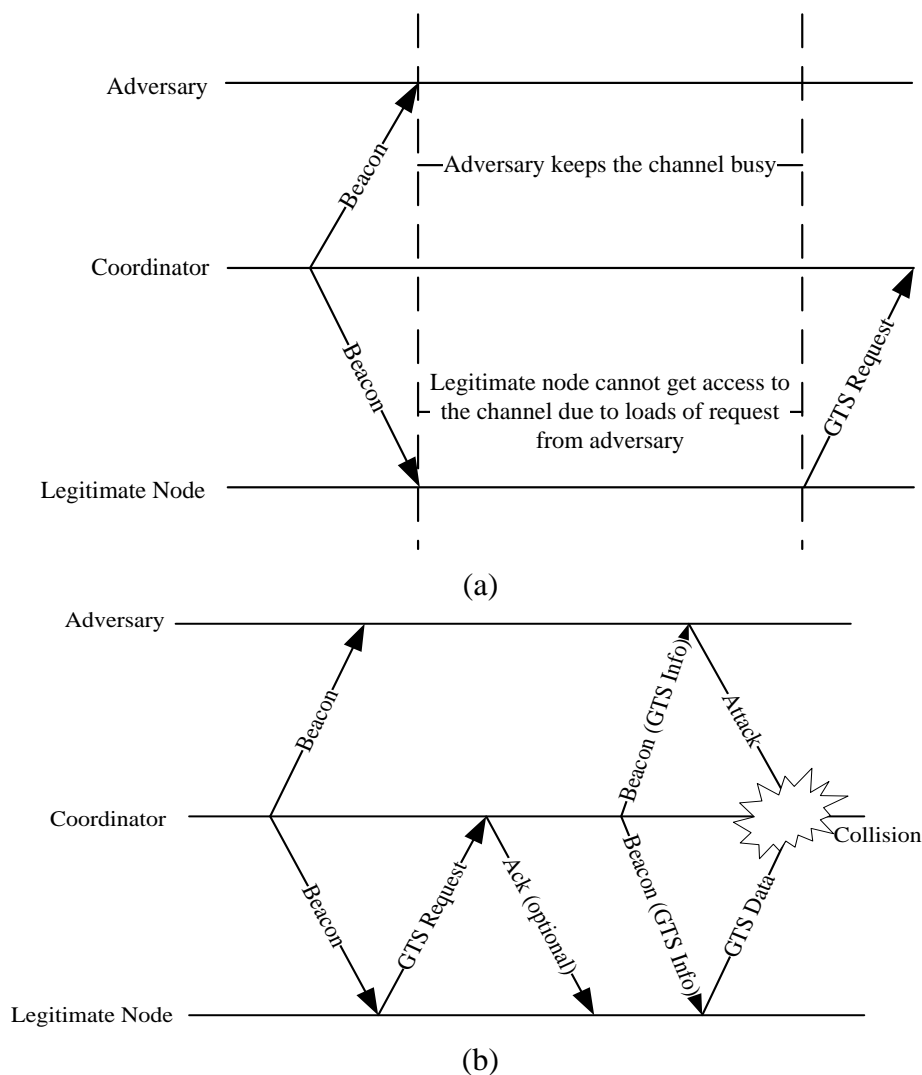 Adversary
Beacon
Adversary keeps the channel busy
Coordinator
Beacon
GTS Request
Legitimate node cannot get access to
the channel due to loads of request
from adversary
Legitimate Node
(a)
Adversary
Beacon
Beacon (GTS Info)
Attack
Coordinator
Collision
Beacon
GTS Request
Ack (optional)
Beacon (GTS Info)
GTS Data
Legitimate Node
(b)